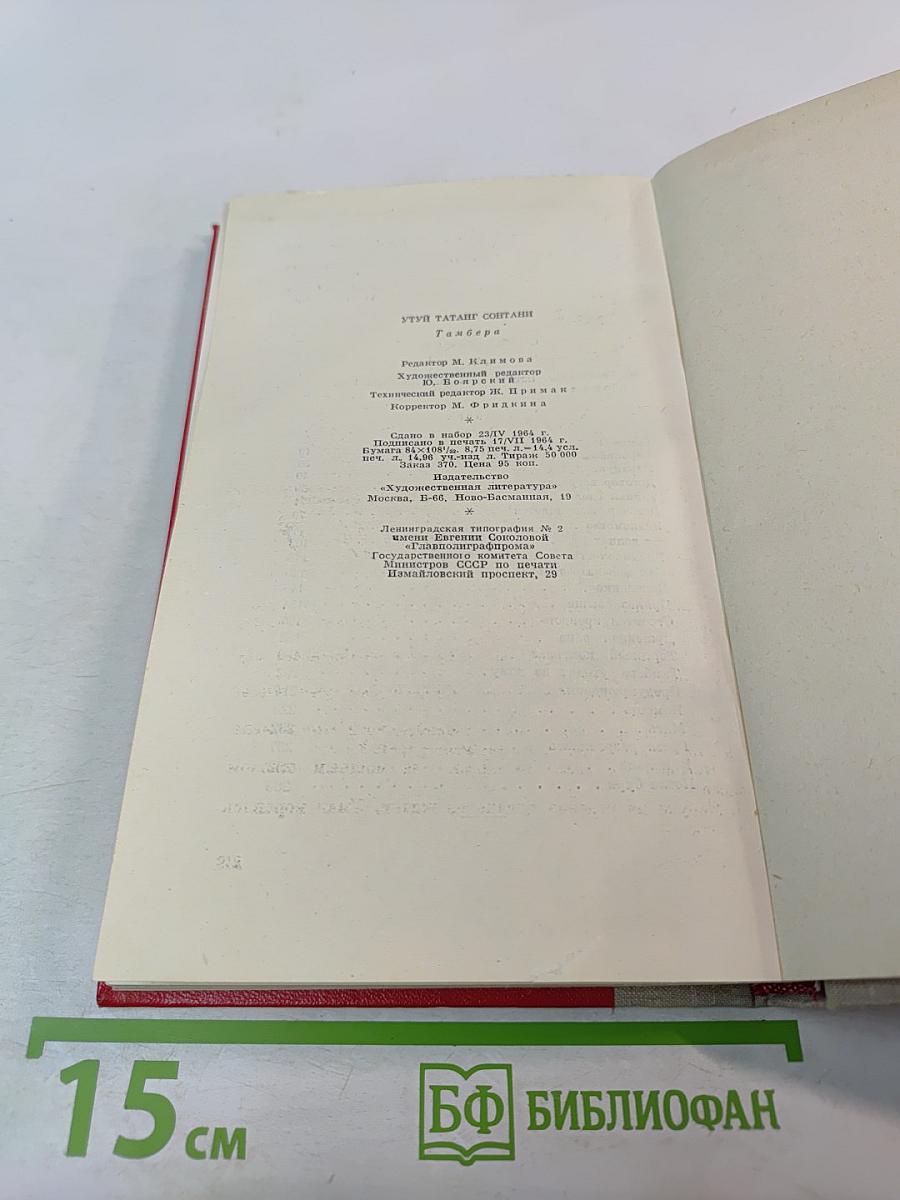 УТУЙ ТАТАНГ СОНТАНИ
Тамбера
Редактор М. Климова
Художественный редактор
Ю. Боярский
Технический редактор Ж. Примак
Корректор М. Фридкина
*
Сдано в набор 23/IV 1964 г.
Подписано в печать 17/VII 1964 г.
Бумага 84×108¹/₃₂. 8,75 печ. л.=14,4 усл.
печ. л. 14,96 уч.-изд л. Тираж 50 000
Заказ 370. Цена 95 коп.
Издательство
«Художественная литература»
Москва, Б-66, Ново-Басманная, 19
*
Ленинградская типография № 2
имени Евгении Соколовой
«Главполиграфпрома»
Государственного комитета Совета
Министров СССР по печати
Измайловский проспект, 29
15 см
БФ БИБЛИОФАН